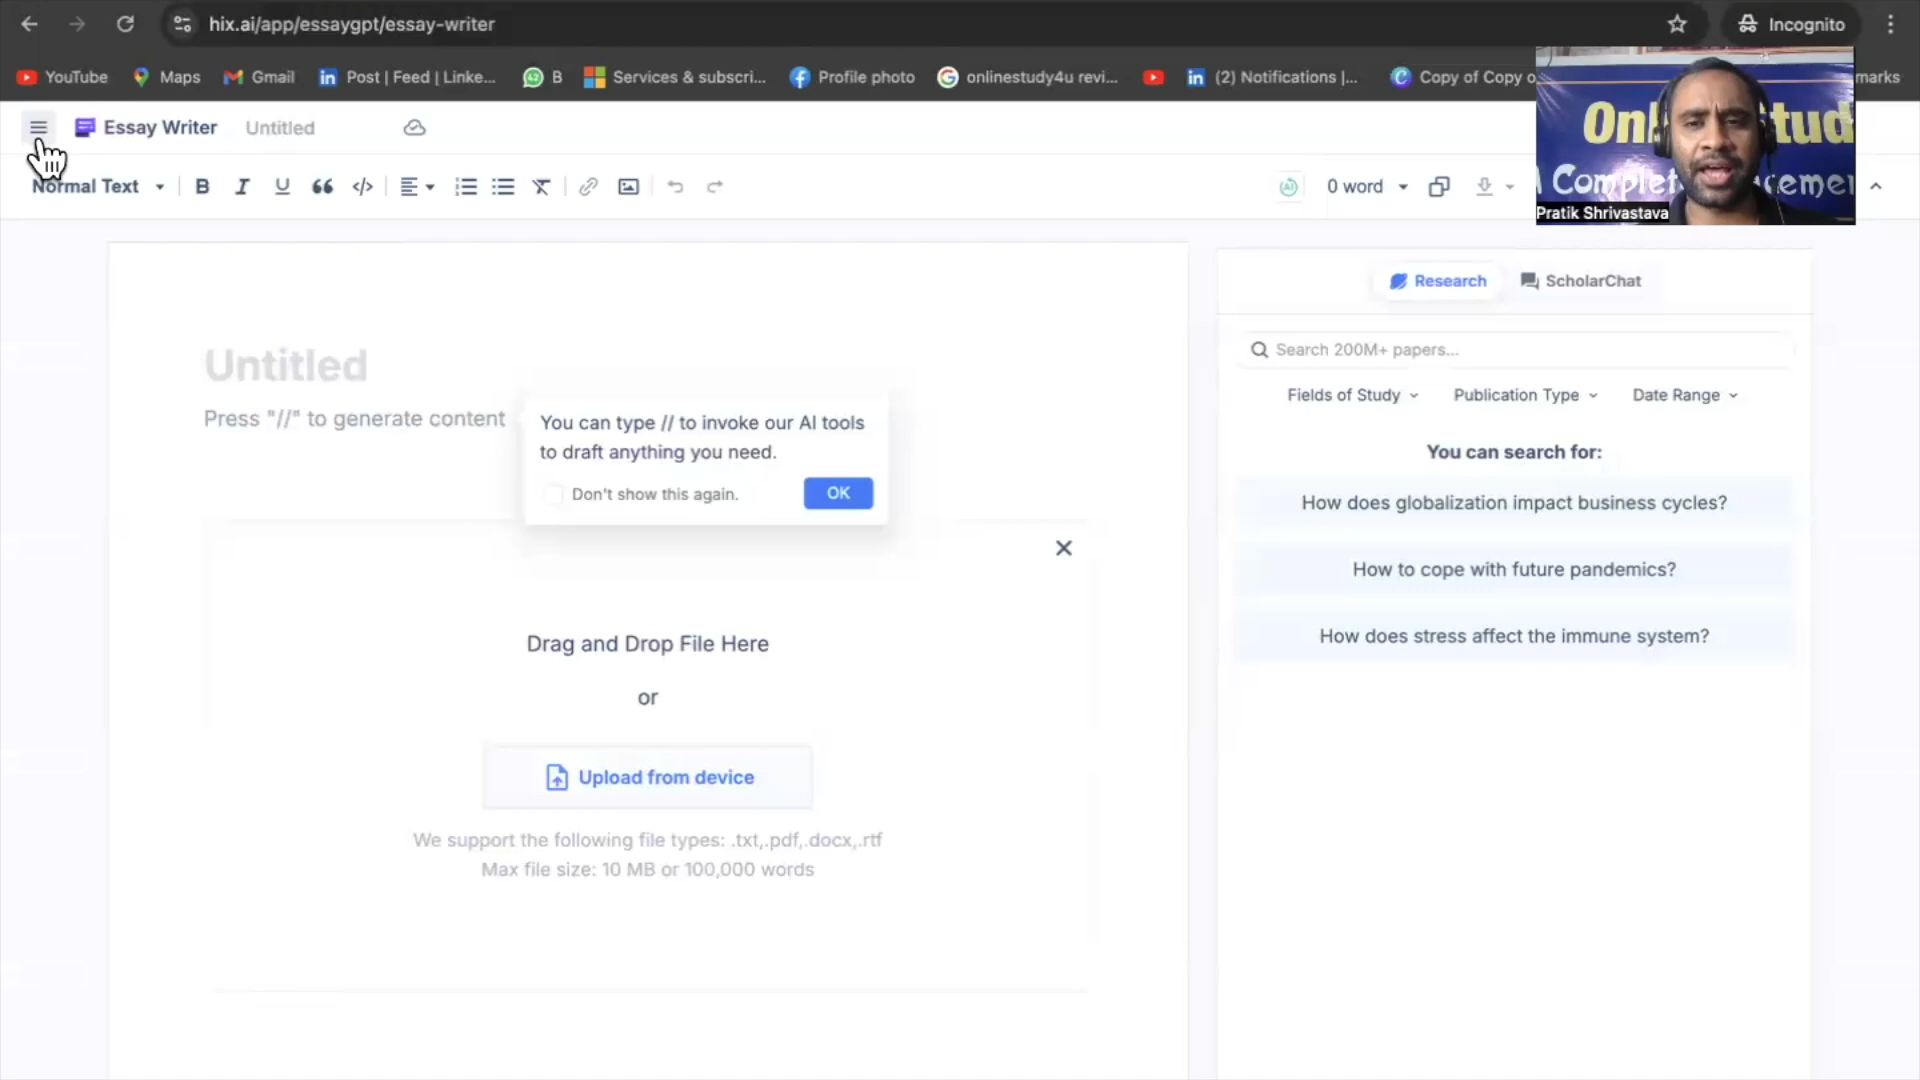 hix.ai/app/essaygpt/essay-writer
Incognito
YouTube
Maps
Gmail
Post | Feed | Linke...
B
Services & subscri...
Profile photo
onlinestudy4u revi...
(2) Notifications |...
Copy of Copy o
marks
Essay Writer
Untitled
Normal Text
0 word
Pratik Shrivastava
Untitled
Press "//" to generate content
You can type // to invoke our AI tools
to draft anything you need.
Don't show this again.
OK
Drag and Drop File Here
or
Upload from device
We support the following file types: .txt,.pdf,.docx,.rtf
Max file size: 10 MB or 100,000 words
Research
ScholarChat
Search 200M+ papers...
Fields of Study
Publication Type
Date Range
You can search for:
How does globalization impact business cycles?
How to cope with future pandemics?
How does stress affect the immune system?